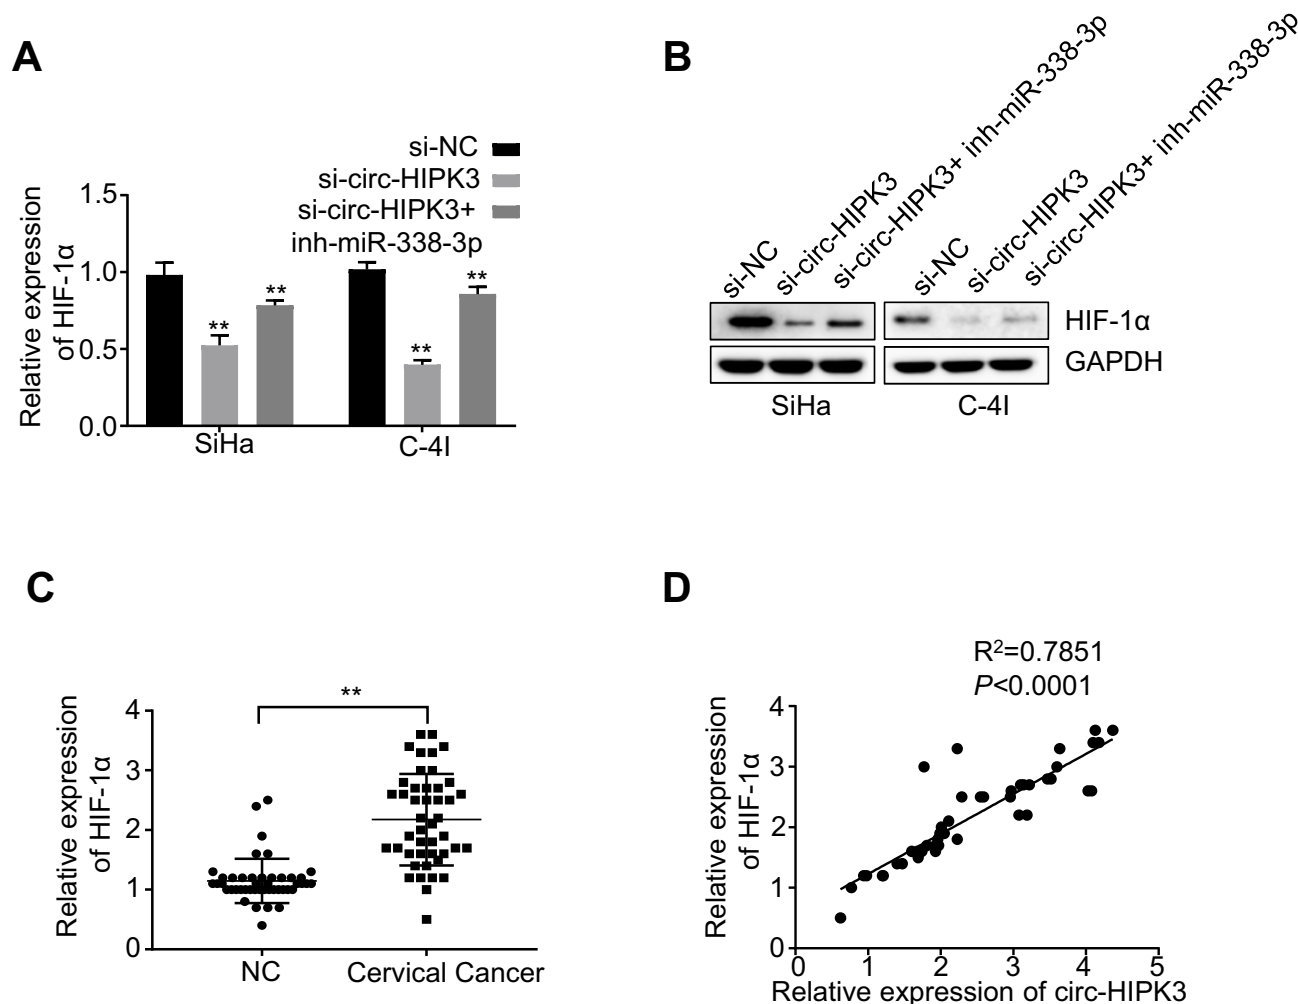 A
si-NC
si-circ-HIPK3
si-circ-HIPK3+
inh-miR-338-3p
Relative expression
of HIF-1α
1.5
1.0
0.5
0.0
**
**
**
**
SiHa
C-4I
B
si-NC
si-circ-HIPK3
si-circ-HIPK3+ inh-miR-338-3p
si-NC
si-circ-HIPK3
si-circ-HIPK3+ inh-miR-338-3p
HIF-1α
GAPDH
SiHa
C-4I
C
Relative expression
of HIF-1α
4
3
2
1
0
**
NC
Cervical Cancer
D
R²=0.7851
P<0.0001
Relative expression
of HIF-1α
4
3
2
1
0
0 1 2 3 4 5
Relative expression of circ-HIPK3